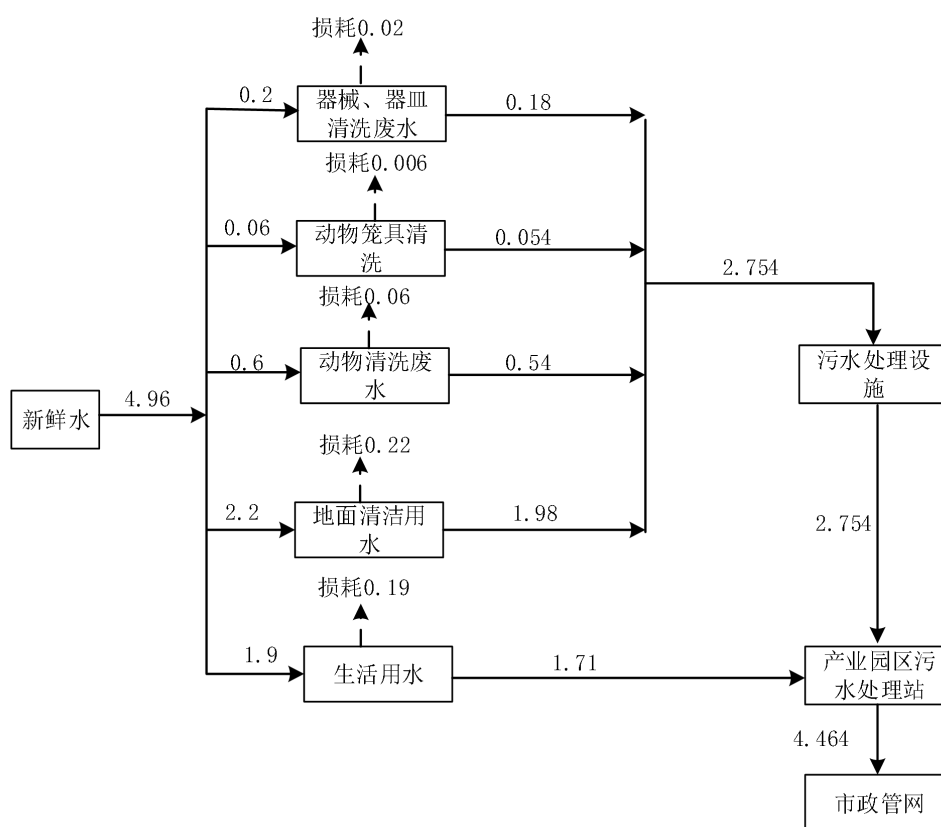 损耗0.02
0.2
器械、器皿
清洗废水
0.18
损耗0.006
0.06
动物笼具清
洗
0.054
2.754
损耗0.06
0.6
动物清洗废
水
0.54
污水处理设
施
新鲜水
4.96
损耗0.22
2.2
地面清洁用
水
1.98
2.754
损耗0.19
1.9
生活用水
1.71
产业园区污
水处理站
4.464
市政管网